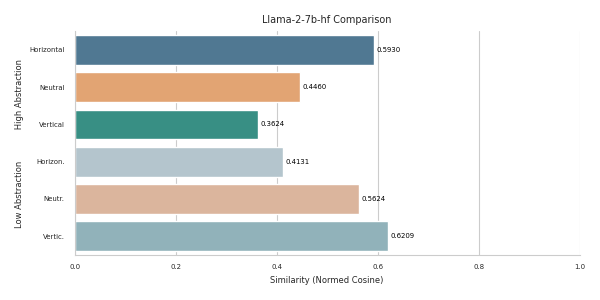 Llama-2-7b-hf Comparison
High Abstraction
Horizontal
0.5930
Neutral
0.4460
Vertical
0.3624
Low Abstraction
Horizon.
0.4131
Neutr.
0.5624
Vertic.
0.6209
0.0 0.2 0.4 0.6 0.8 1.0
Similarity (Normed Cosine)